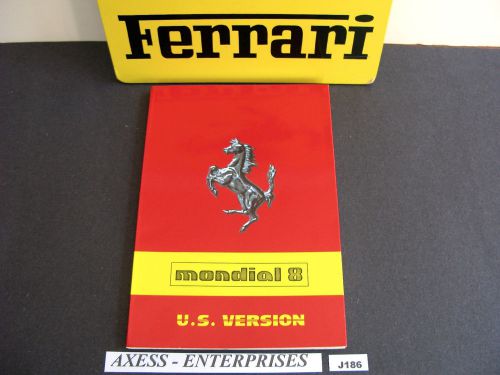 Ferrari
mondial 8
U.S. VERSION
AXESS - ENTERPRISES
J186